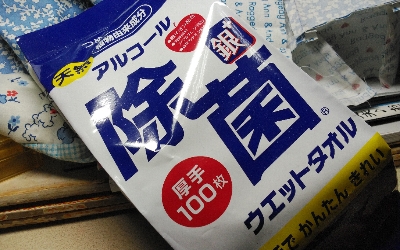 植物由来成分
天然
アルコール
除菌
銀
ウエットタオル
厚手
100枚
かんたん きれい